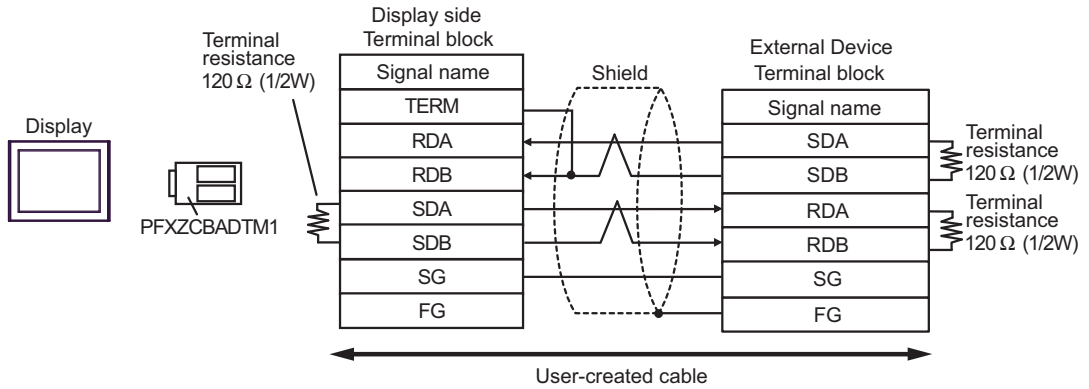 Display
PFXZCBADTM1
Terminal
resistance
120 Ω (1/2W)
Display side
Terminal block
Signal name
TERM
RDA
RDB
SDA
SDB
SG
FG
Shield
External Device
Terminal block
Signal name
SDA
SDB
RDA
RDB
SG
FG
Terminal
resistance
120 Ω (1/2W)
Terminal
resistance
120 Ω (1/2W)
User-created cable